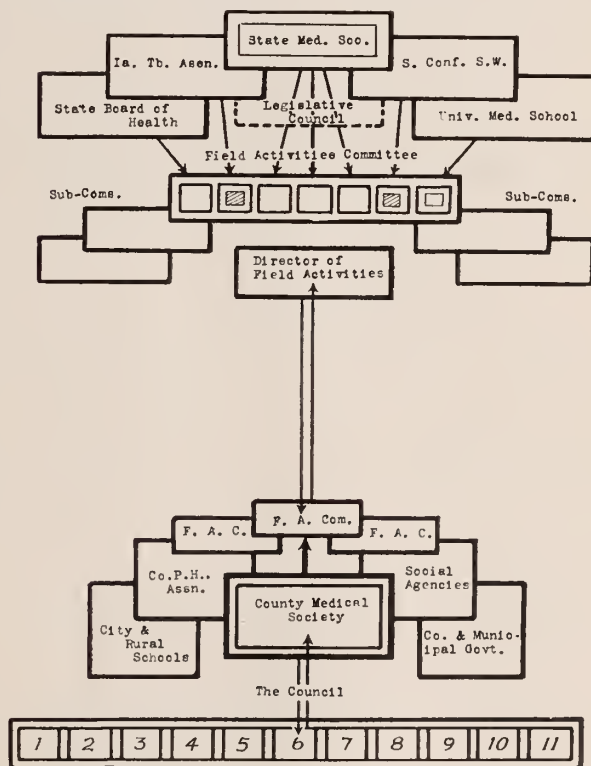 State Med. Soc.
Ia. Tb. Assn.
S. Conf. S.W.
State Board of
Health
Legislative
Council
Univ. Med. School
Field Activities Committee
Sub-Coms.
Sub-Coms.
Director of
Field Activities
F. A. Com.
F. A. C.
F. A. C.
Co.P.H..
Assn.
Social
Agencies
County Medical
Society
City &
Rural
Schools
Co. & Munic-
ipal Govt.
The Council
1 2 3 4 5 6 7 8 9 10 11